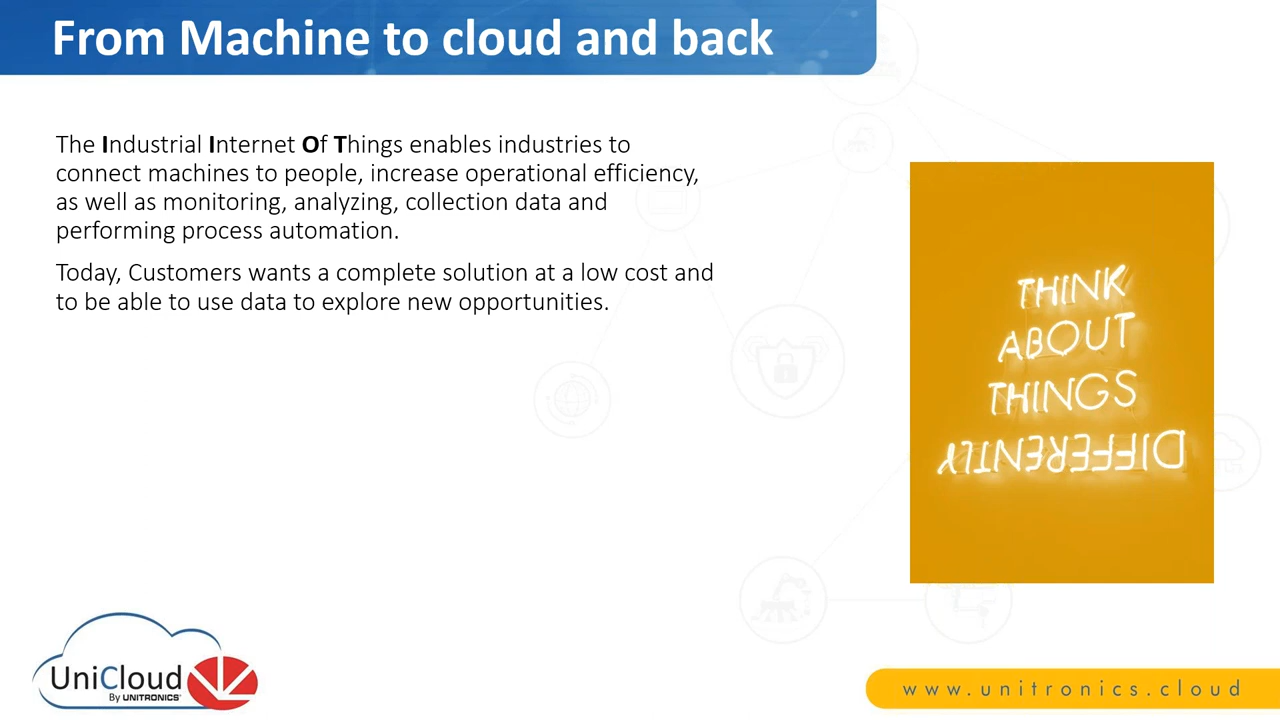 From Machine to cloud and back
The Industrial Internet Of Things enables industries to
connect machines to people, increase operational efficiency,
as well as monitoring, analyzing, collection data and
performing process automation.
Today, Customers wants a complete solution at a low cost and
to be able to use data to explore new opportunities.
THINK
ABOUT
THINGS
DIFFERENTLY
UniCloud
By UNITRONICS
www.unitronics.cloud